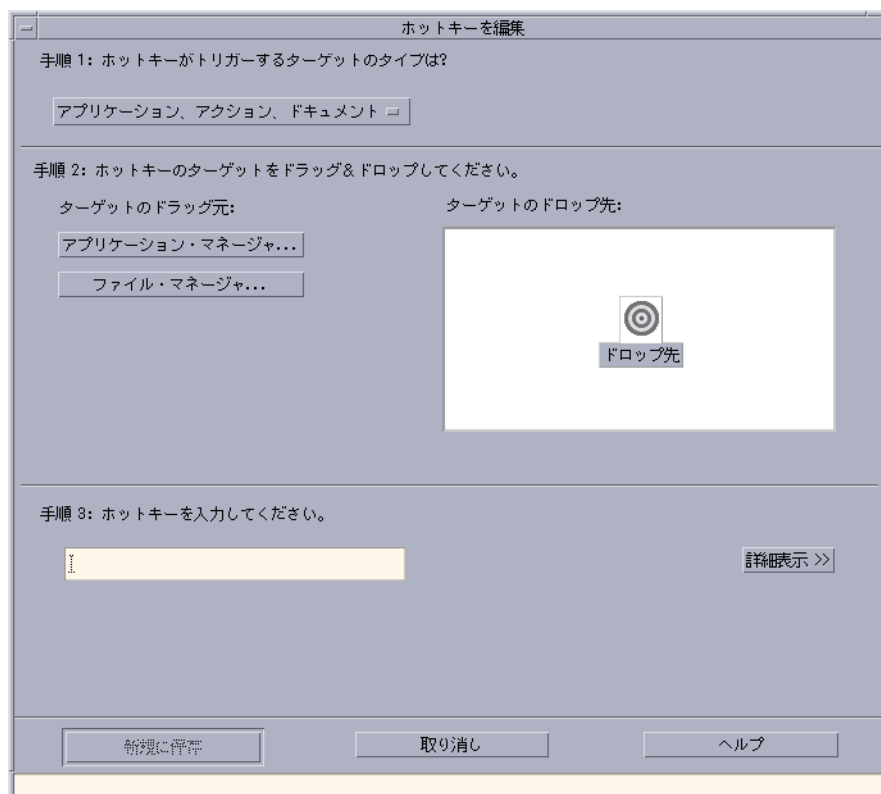 ホットキーを編集
手順 1: ホットキーがトリガーするターゲットのタイプは?
アプリケーション、アクション、ドキュメント
手順 2: ホットキーのターゲットをドラッグ&ドロップしてください。
ターゲットのドラッグ元:
ターゲットのドロップ先:
アプリケーション・マネージャ...
ファイル・マネージャ...
ドロップ先
手順 3: ホットキーを入力してください。
詳細表示 >>
新規に保存
取り消し
ヘルプ